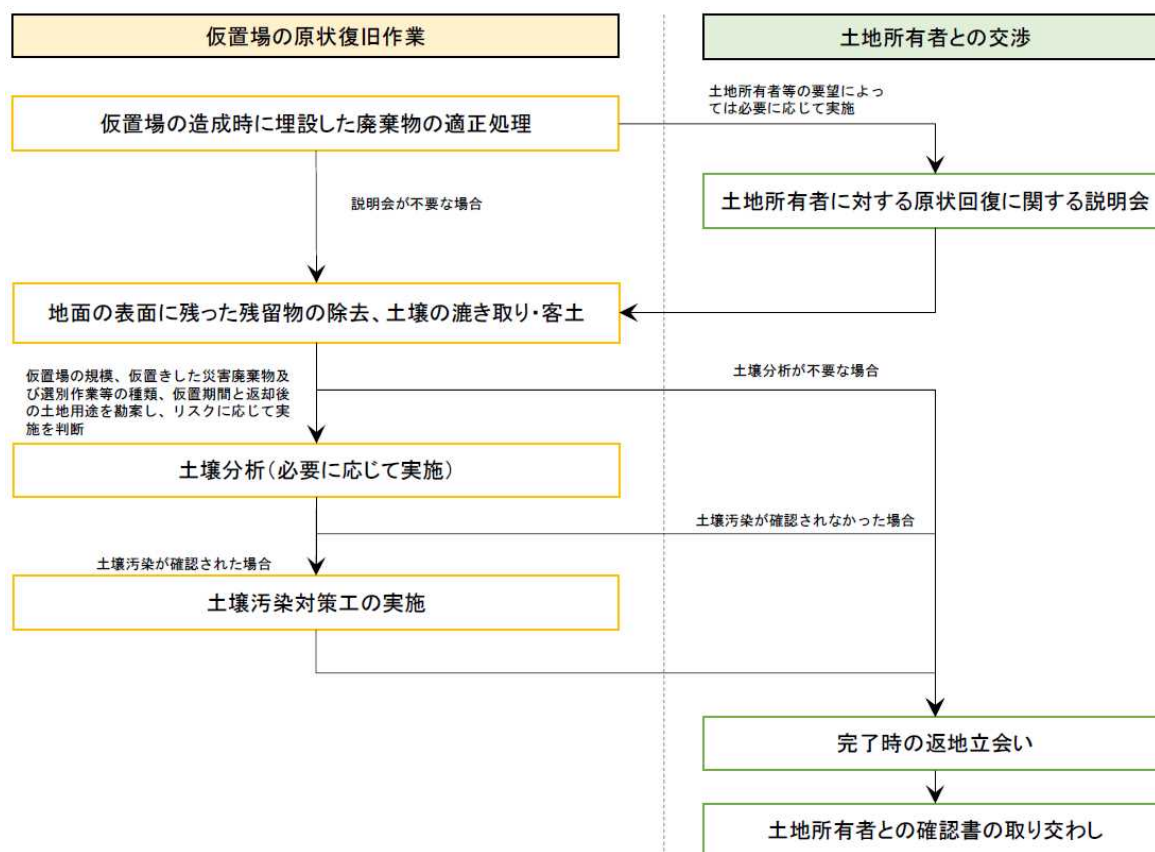 仮置場の原状復旧作業
土地所有者との交渉
土地所有者等の要望によっ
ては必要に応じて実施
仮置場の造成時に埋設した廃棄物の適正処理
土地所有者に対する原状回復に関する説明会
説明会が不要な場合
地面の表面に残った残留物の除去、土壌の漉き取り・客土
土壌分析が不要な場合
仮置場の規模、仮置きした災害廃棄物及
び選別作業等の種類、仮置期間と返却後
の土地用途を勘案し、リスクに応じて実
施を判断
土壌分析(必要に応じて実施)
土壌汚染が確認されなかった場合
土壌汚染が確認された場合
土壌汚染対策工の実施
完了時の返地立会い
土地所有者との確認書の取り交わし